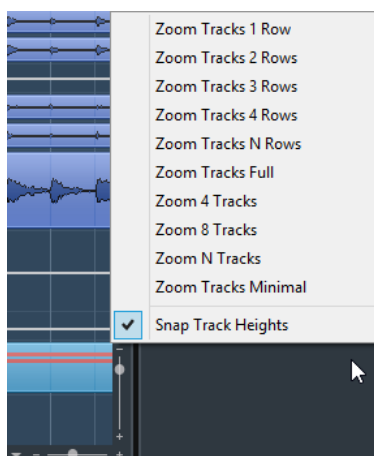 Zoom Tracks 1 Row
Zoom Tracks 2 Rows
Zoom Tracks 3 Rows
Zoom Tracks 4 Rows
Zoom Tracks N Rows
Zoom Tracks Full
Zoom 4 Tracks
Zoom 8 Tracks
Zoom N Tracks
Zoom Tracks Minimal
Snap Track Heights